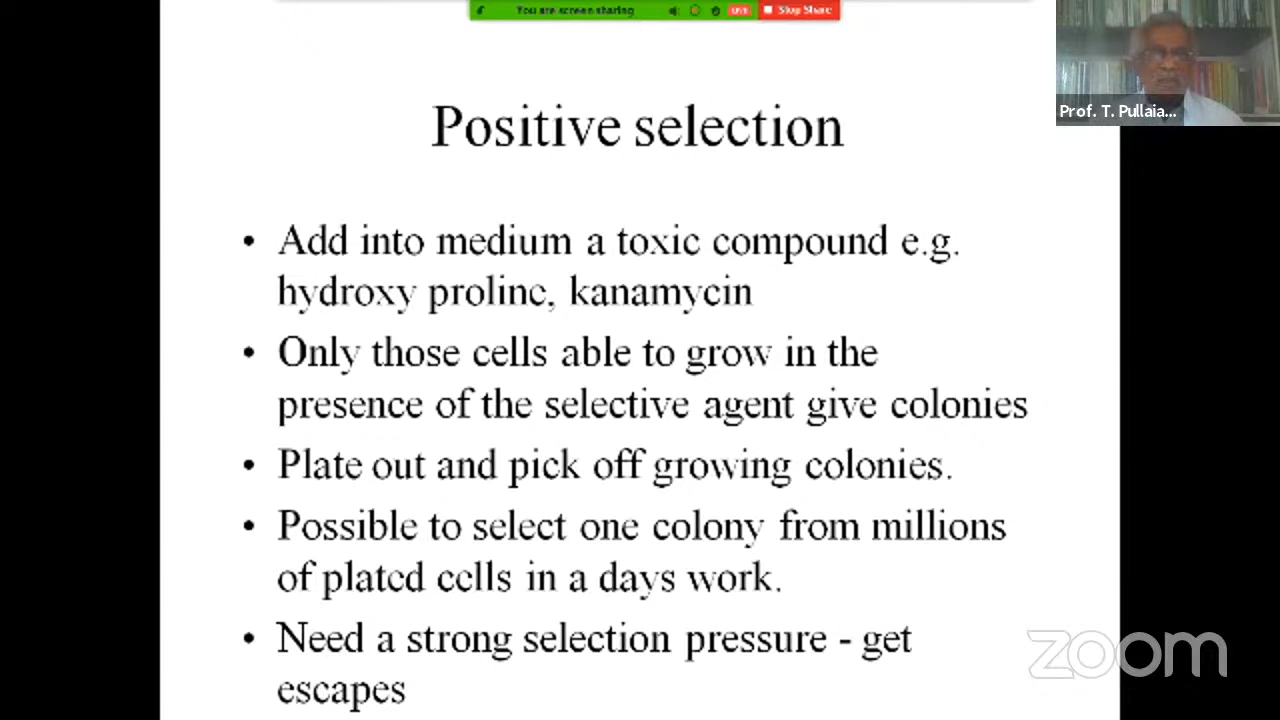 You are screen sharing LIVE Stop Share
Prof. T. Pullaia...
Positive selection
• Add into medium a toxic compound e.g.
hydroxy proline, kanamycin
• Only those cells able to grow in the
presence of the selective agent give colonies
• Plate out and pick off growing colonies.
• Possible to select one colony from millions
of plated cells in a days work.
• Need a strong selection pressure - get
escapes
zoom